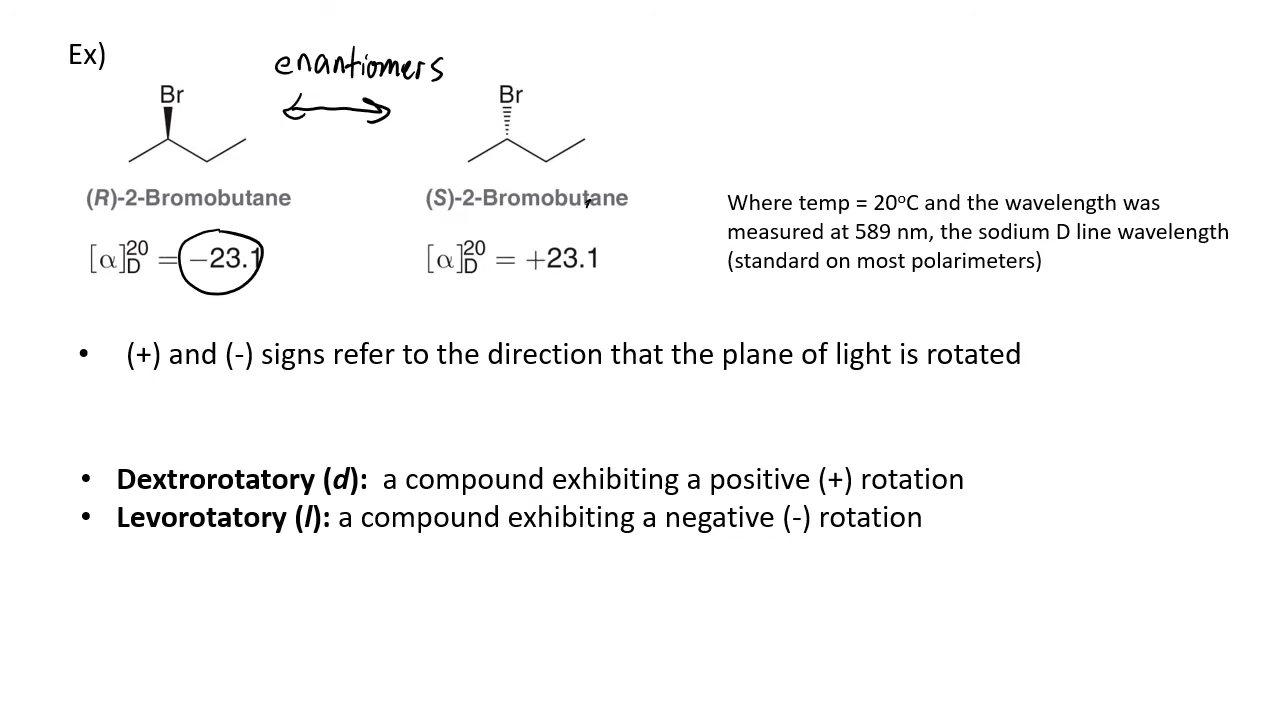 Ex)
enantiomers
Br
Br
(R)-2-Bromobutane
(S)-2-Bromobutane
[α]20D = −23.1
[α]20D = +23.1
Where temp = 20oC and the wavelength was
measured at 589 nm, the sodium D line wavelength
(standard on most polarimeters)
• (+) and (-) signs refer to the direction that the plane of light is rotated
• Dextrorotatory (d): a compound exhibiting a positive (+) rotation
• Levorotatory (l): a compound exhibiting a negative (-) rotation